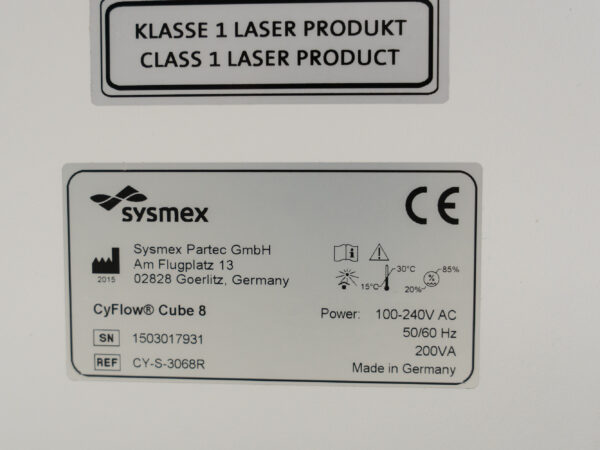 KLASSE 1 LASER PRODUKT
CLASS 1 LASER PRODUCT
sysmex
CE
Sysmex Partec GmbH
Am Flugplatz 13
02828 Goerlitz, Germany
2015
30°C
15°C
85%
20%
CyFlow® Cube 8
Power: 100-240V AC
50/60 Hz
200VA
SN 1503017931
REF CY-S-3068R
Made in Germany